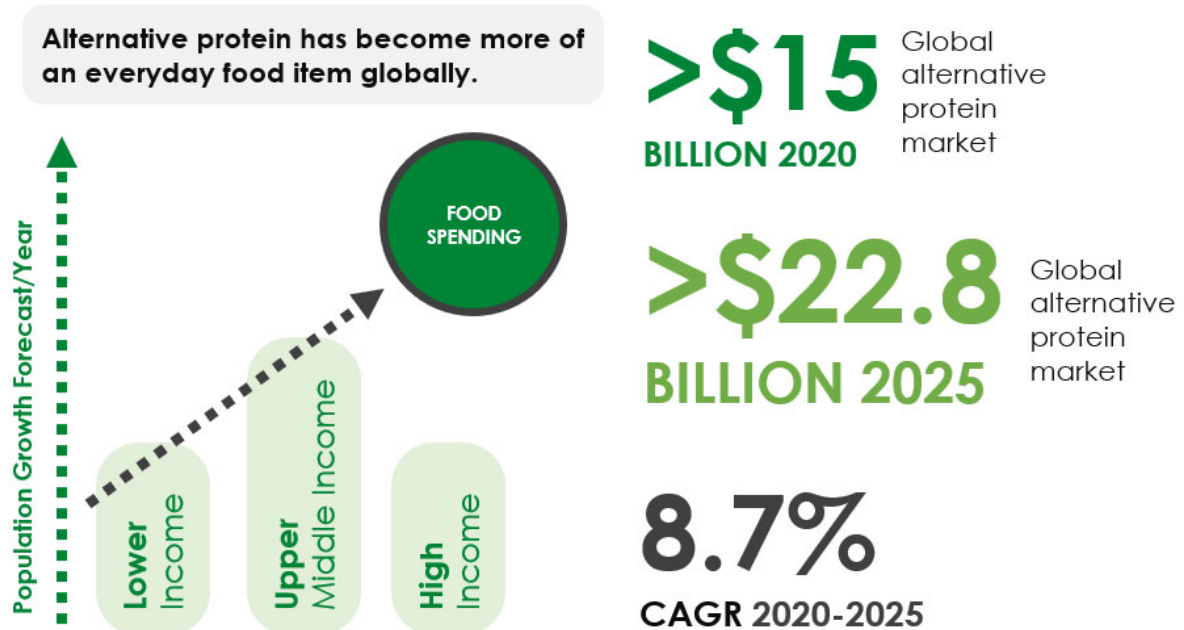 Alternative protein has become more of
an everyday food item globally.
Population Growth Forecast/Year
FOOD
SPENDING
Lower
Income
Upper
Middle Income
High
Income
>$15
BILLION 2020
Global
alternative
protein
market
>$22.8
BILLION 2025
Global
alternative
protein
market
8.7%
CAGR 2020-2025